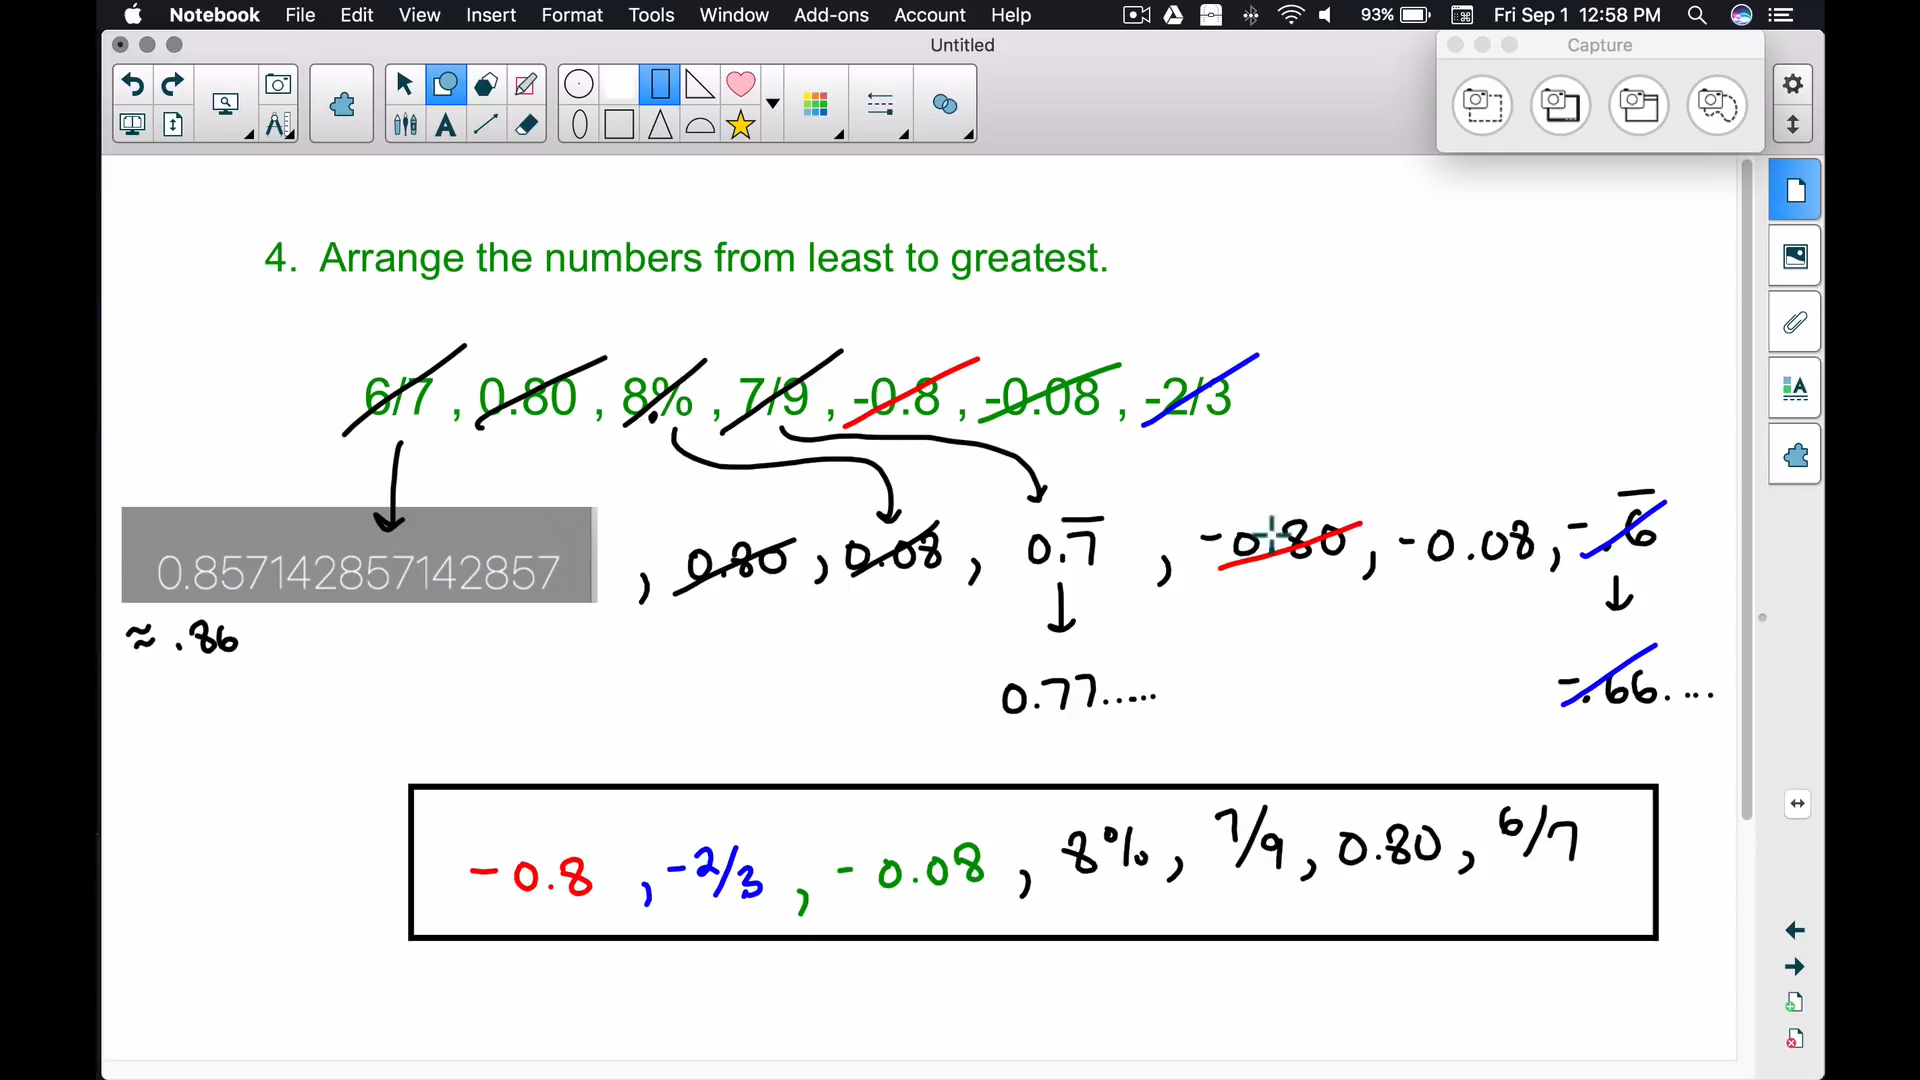 Notebook File Edit View Insert Format Tools Window Add-ons Account Help 93% Fri Sep 1 12:58 PM
Untitled
Capture
4. Arrange the numbers from least to greatest.
6/7 , 0.80 , 8% , 7/9 , -0.8 , -0.08 , -2/3
0.857142857142857 , 0.80 , 0.08 , 0.7̅ , -0.80 , -0.08 , -.6̅
≈ .86
0.77..... -.66....
-0.8 , -2/3 , -0.08 , 8% , 7/9 , 0.80 , 6/7